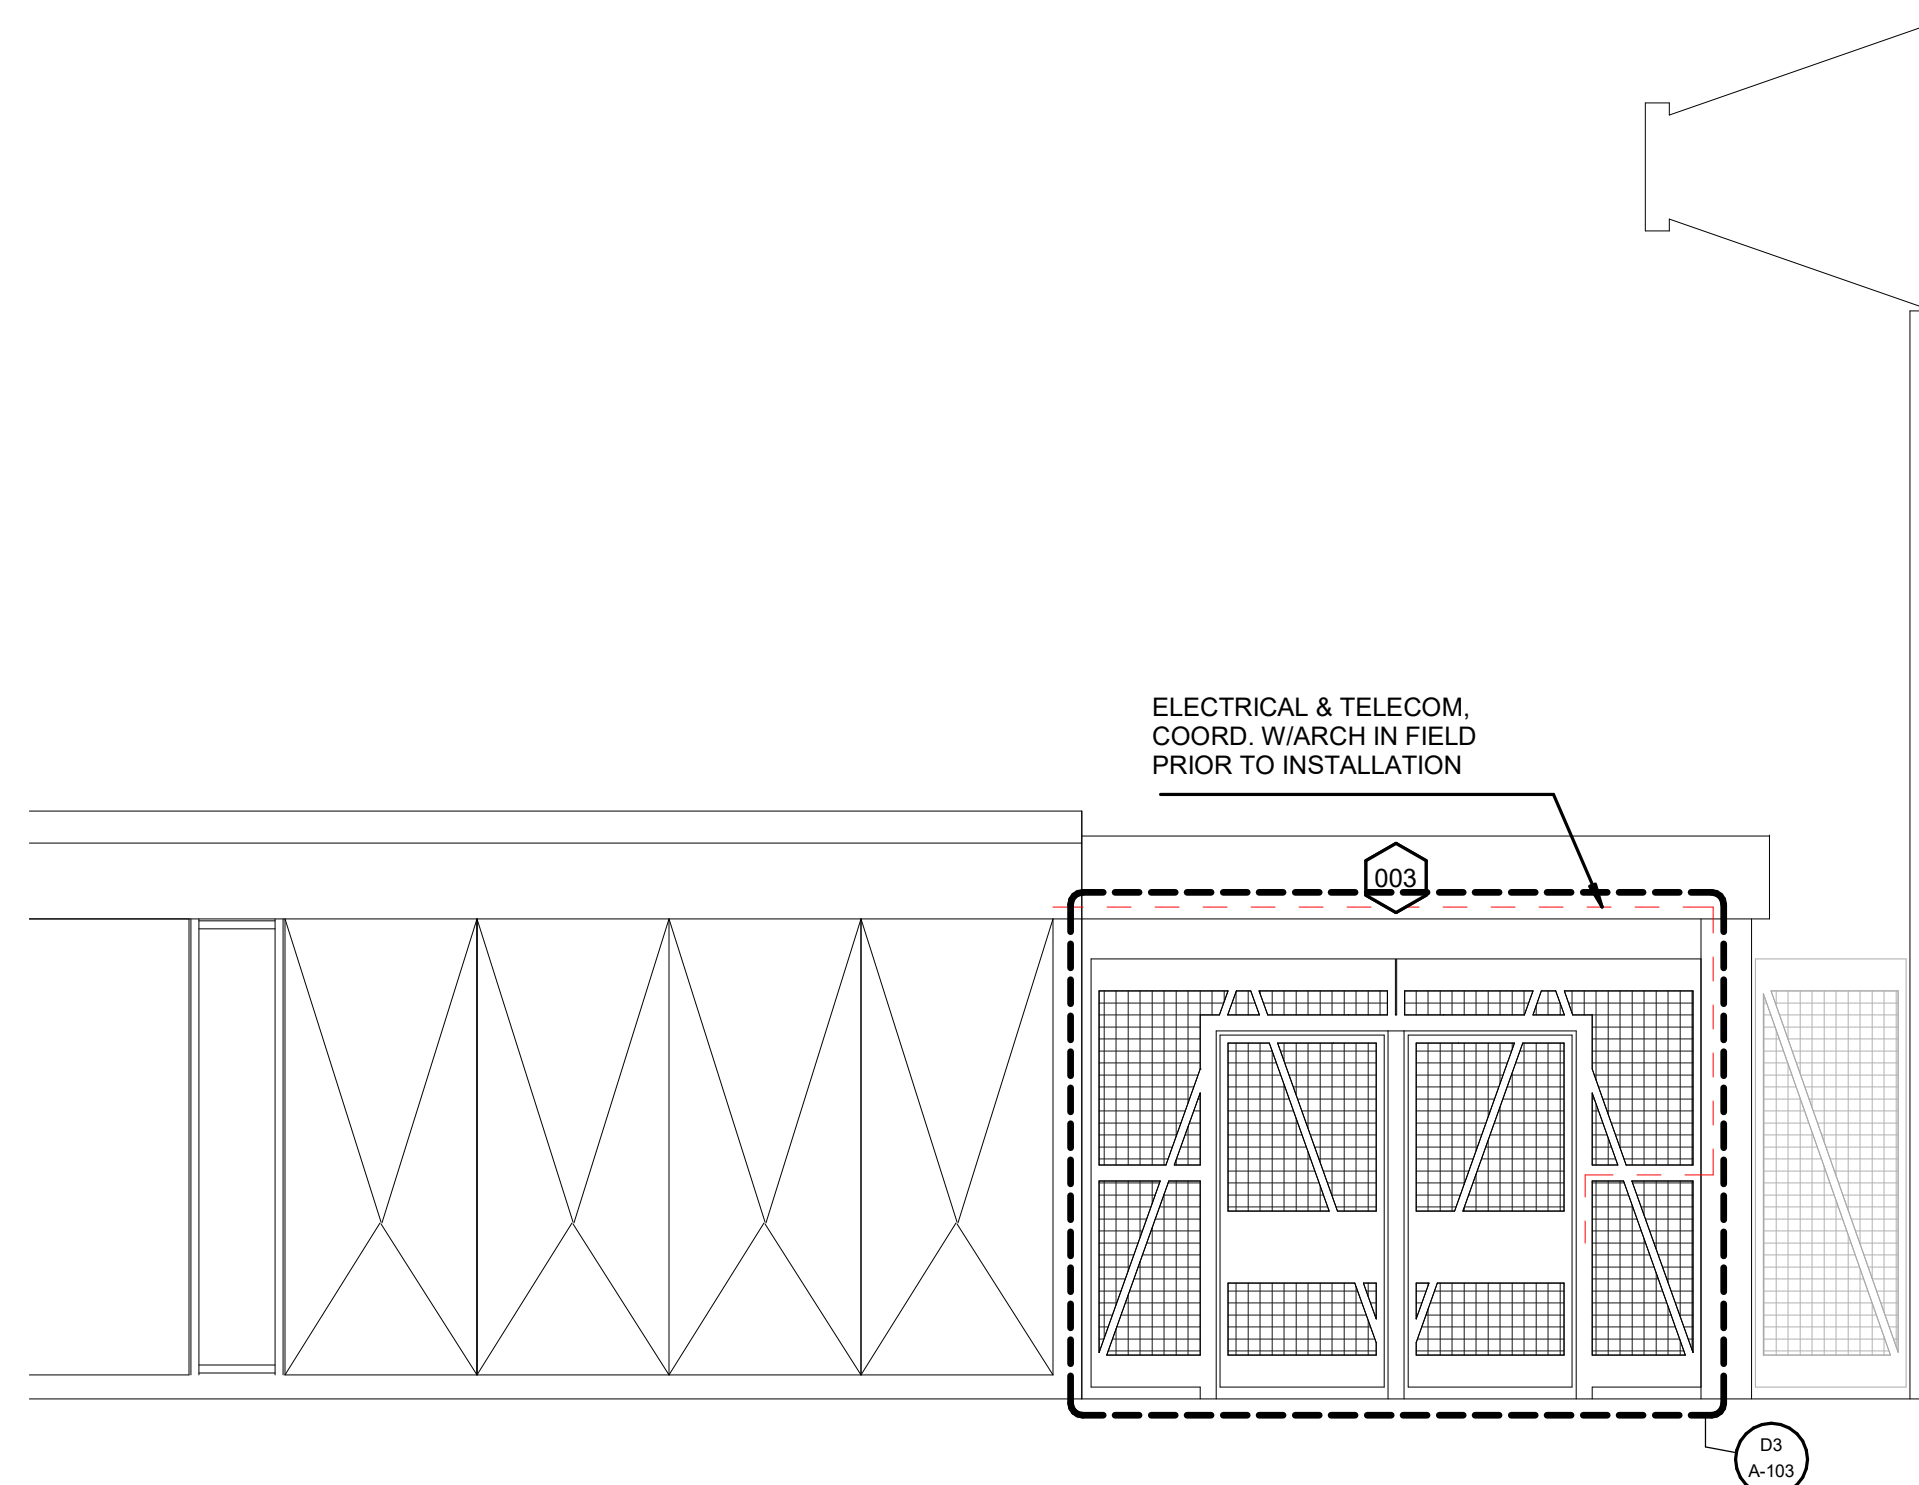 ELECTRICAL & TELECOM,
COORD. W/ARCH IN FIELD
PRIOR TO INSTALLATION
003
D3
A-103